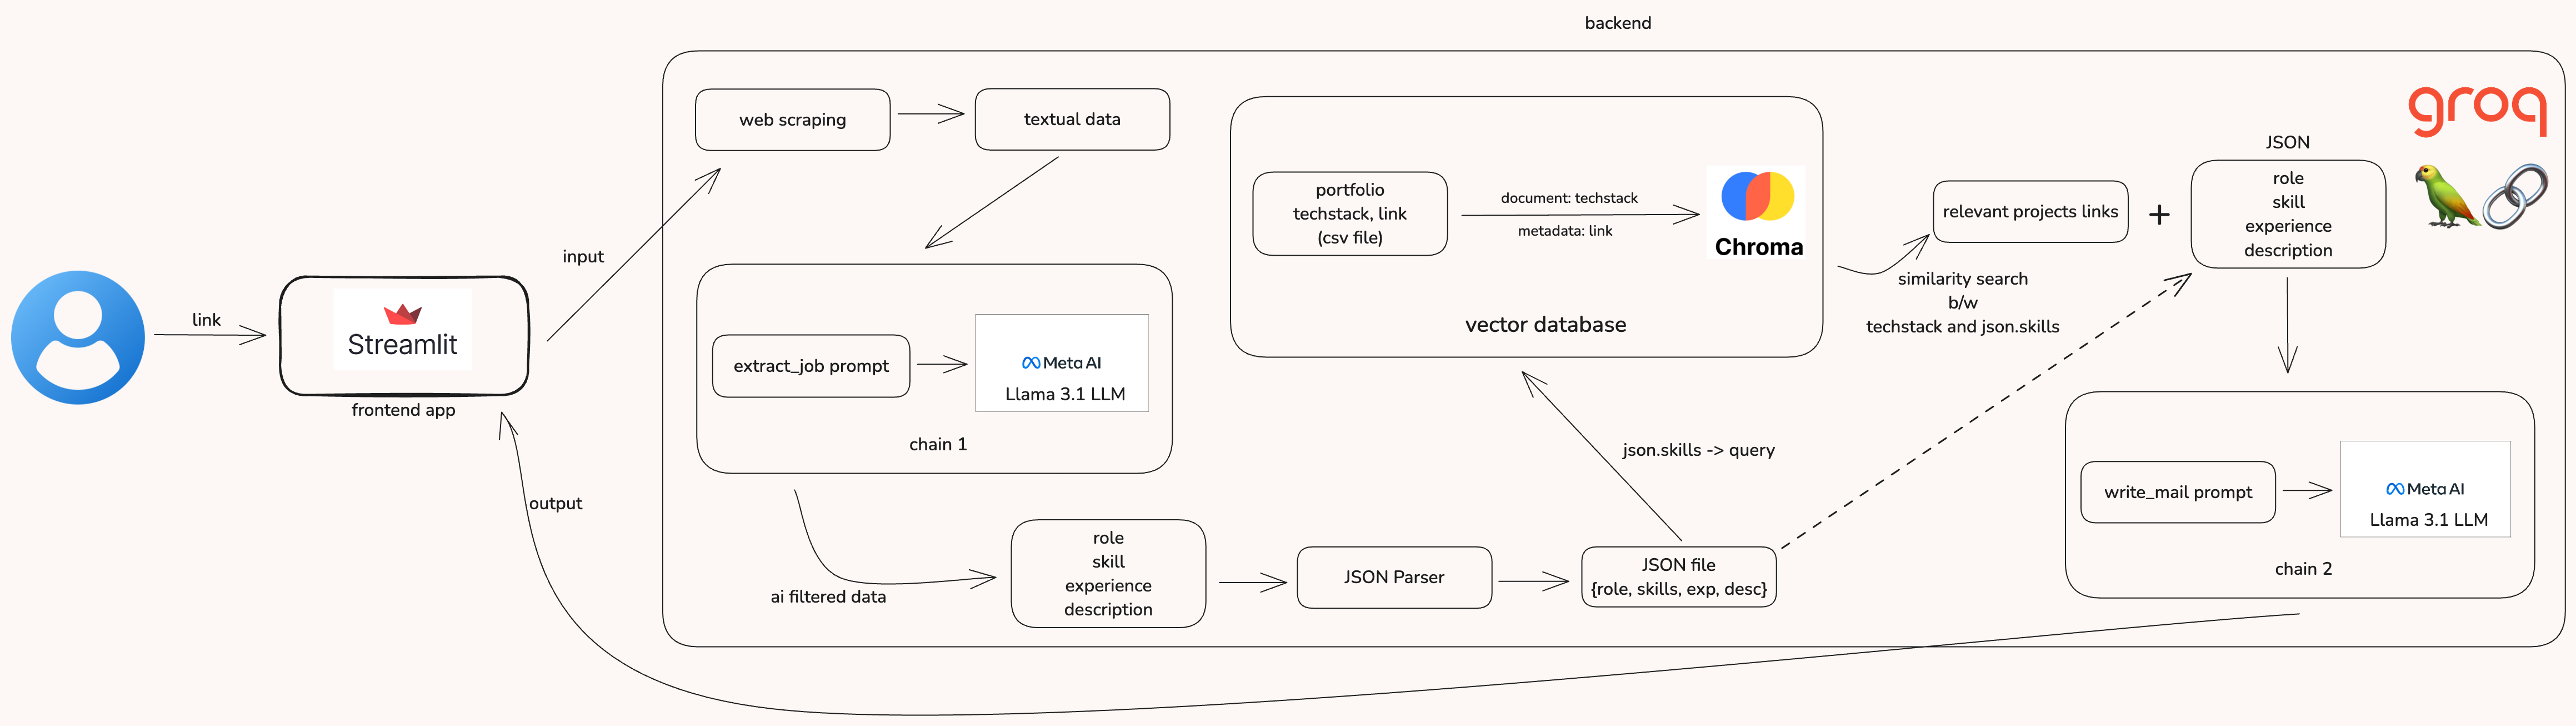 backend
link
Streamlit
frontend app
input
output
web scraping
textual data
extract_job prompt
Meta AI
Llama 3.1 LLM
chain 1
ai filtered data
role
skill
experience
description
JSON Parser
JSON file
{role, skills, exp, desc}
json.skills -> query
portfolio
techstack, link
(csv file)
document: techstack
metadata: link
Chroma
vector database
similarity search
b/w
techstack and json.skills
relevant projects links
+
JSON
role
skill
experience
description
groq
write_mail prompt
Meta AI
Llama 3.1 LLM
chain 2